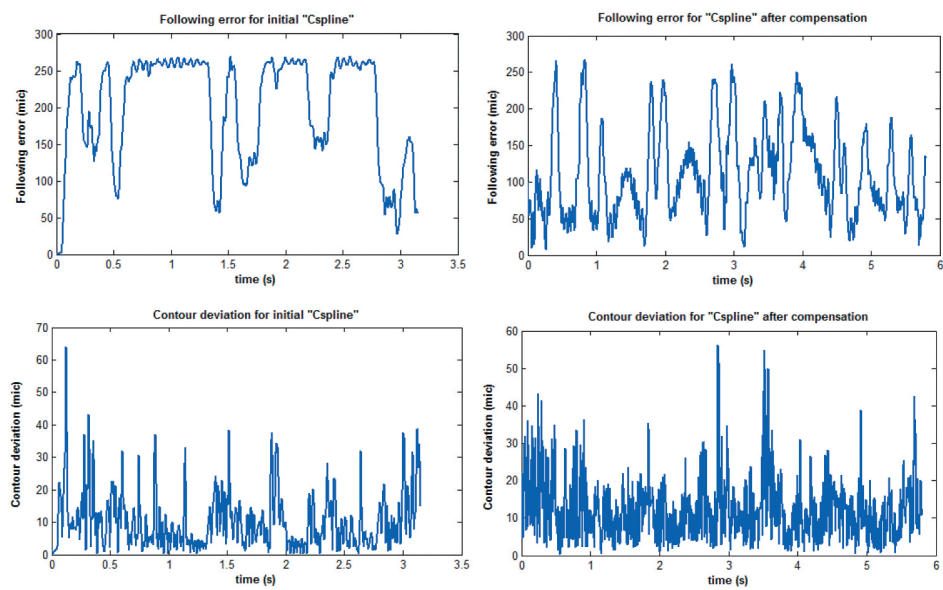 Following error for initial "Cspline"
300
250
200
150
100
50
0
Following error (mic)
0 0.5 1 1.5 2 2.5 3 3.5
time (s)
Following error for "Cspline" after compensation
300
250
200
150
100
50
0
Following error (mic)
0 1 2 3 4 5 6
time (s)
Contour deviation for initial "Cspline"
70
60
50
40
30
20
10
0
Contour deviation (mic)
0 0.5 1 1.5 2 2.5 3 3.5
time (s)
Contour deviation for "Cspline" after compensation
60
50
40
30
20
10
0
Contour deviation (mic)
0 1 2 3 4 5 6
time (s)